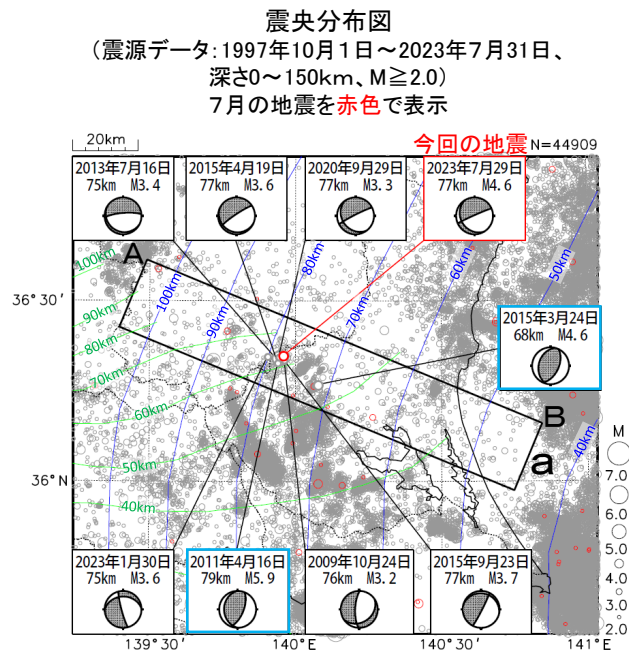 震央分布図
（震源データ：1997年10月１日～2023年７月31日、
深さ0～150km、M≧2.0）
７月の地震を赤色で表示
20km
今回の地震
N=44909
2013年7月16日
75km M3.4
2015年4月19日
77km M3.6
2020年9月29日
77km M3.3
2023年7月29日
77km M4.6
100km
A
100km
90km
80km
70km
60km
50km
36°30′
90km
80km
70km
60km
50km
40km
2015年3月24日
68km M4.6
B
a
40km
36°N
M
7.0
6.0
5.0
4.0
3.0
2.0
2023年1月30日
75km M3.6
2011年4月16日
79km M5.9
2009年10月24日
76km M3.2
2015年9月23日
77km M3.7
139°30′
140°E
140°30′
141°E